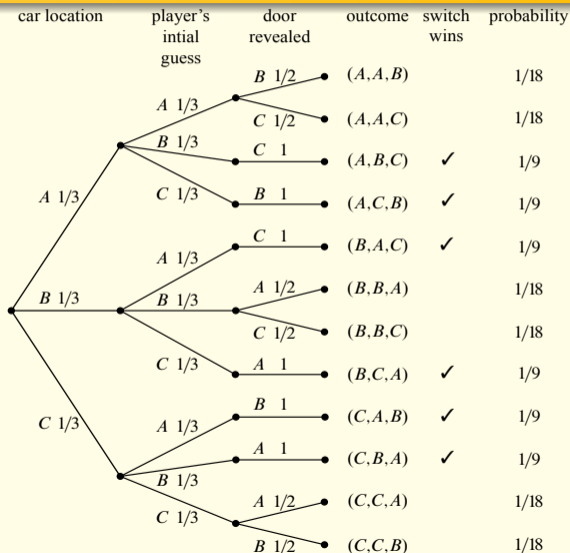 car location player's intial guess door revealed outcome switch wins probability
B 1/2 (A,A,B) 1/18
A 1/3
C 1/2 (A,A,C) 1/18
B 1/3 C 1 (A,B,C) ✓ 1/9
A 1/3 C 1/3 B 1 (A,C,B) ✓ 1/9
C 1 (B,A,C) ✓ 1/9
A 1/3
B 1/3 B 1/3 A 1/2 (B,B,A) 1/18
C 1/2 (B,B,C) 1/18
C 1/3 A 1 (B,C,A) ✓ 1/9
B 1 (C,A,B) ✓ 1/9
C 1/3 A 1/3
A 1 (C,B,A) ✓ 1/9
B 1/3
A 1/2 (C,C,A) 1/18
C 1/3
B 1/2 (C,C,B) 1/18